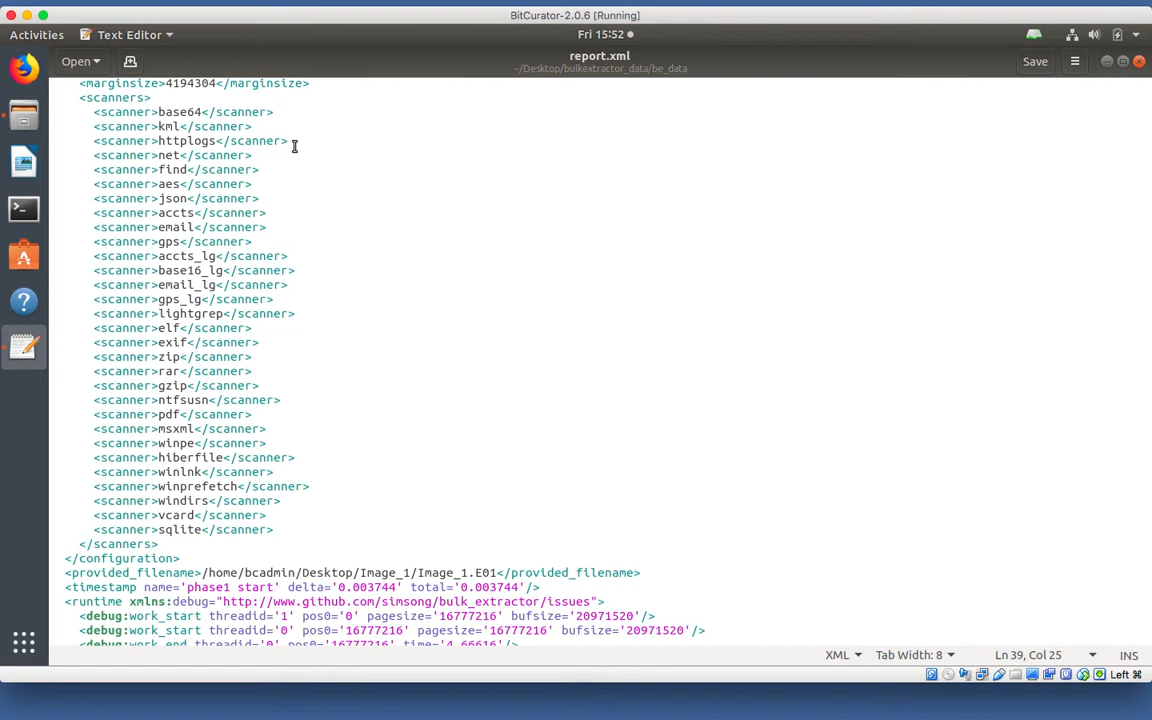 BitCurator-2.0.6 [Running]
Activities
Text Editor
Fri 15:52
Open
report.xml
~/Desktop/bulkextractor_data/be_data
Save
<marginsize>4194304</marginsize>
<scanners>
<scanner>base64</scanner>
<scanner>kml</scanner>
<scanner>httplogs</scanner>
<scanner>net</scanner>
<scanner>find</scanner>
<scanner>aes</scanner>
<scanner>json</scanner>
<scanner>accts</scanner>
<scanner>email</scanner>
<scanner>gps</scanner>
<scanner>accts_lg</scanner>
<scanner>base16_lg</scanner>
<scanner>email_lg</scanner>
<scanner>gps_lg</scanner>
<scanner>lightgrep</scanner>
<scanner>elf</scanner>
<scanner>exif</scanner>
<scanner>zip</scanner>
<scanner>rar</scanner>
<scanner>gzip</scanner>
<scanner>ntfsusn</scanner>
<scanner>pdf</scanner>
<scanner>msxml</scanner>
<scanner>winpe</scanner>
<scanner>hiberfile</scanner>
<scanner>winlnk</scanner>
<scanner>winprefetch</scanner>
<scanner>windirs</scanner>
<scanner>vcard</scanner>
<scanner>sqlite</scanner>
</scanners>
</configuration>
<provided_filename>/home/bcadmin/Desktop/Image_1/Image_1.E01</provided_filename>
<timestamp name='phase1 start' delta='0.003744' total='0.003744'/>
<runtime xmlns:debug="http://www.github.com/simsong/bulk_extractor/issues">
<debug:work_start threadid='1' pos0='0' pagesize='16777216' bufsize='20971520'/>
<debug:work_start threadid='0' pos0='16777216' pagesize='16777216' bufsize='20971520'/>
<debug:work_end threadid='0' pos0='16777216' time='4.66616'/>
XML
Tab Width: 8
Ln 39, Col 25
INS
Left ⌘